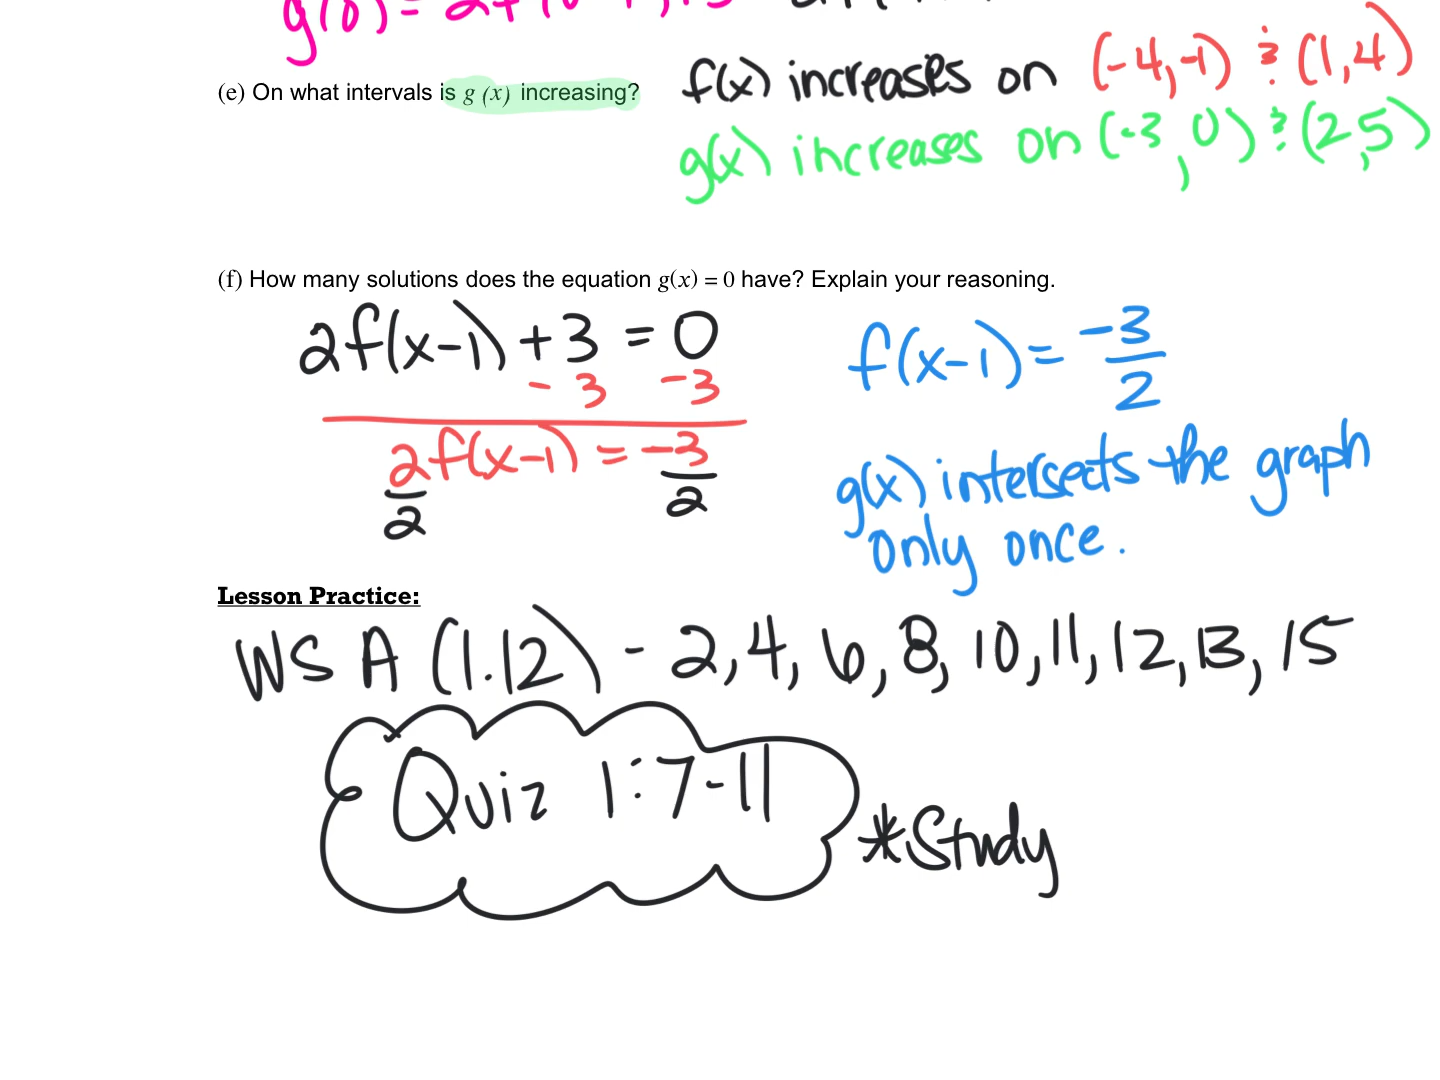 g(8) = 2f(
(e) On what intervals is g (x) increasing?
f(x) increases on (-4,-1) & (1,4)
g(x) increases on (-3,0) & (2,5)
(f) How many solutions does the equation g(x) = 0 have? Explain your reasoning.
2f(x-1) + 3 = 0
- 3 -3
2f(x-1) = -3
2 2
f(x-1) = -3/2
g(x) intersects the graph
only once.
Lesson Practice:
WS A (1.12) - 2, 4, 6, 8, 10, 11, 12, 13, 15
Quiz 1:7-11
*Study